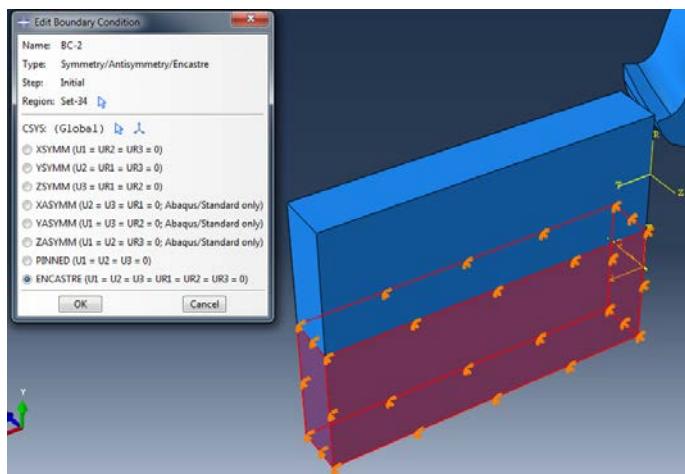 Edit Boundary Condition
Name: BC-2
Type: Symmetry/Antisymmetry/Encastre
Step: Initial
Region: Set-34
CSYS: (Global)
XSYMM (U1 = UR2 = UR3 = 0)
YSYMM (U2 = UR1 = UR3 = 0)
ZSYMM (U3 = UR1 = UR2 = 0)
XASYMM (U2 = U3 = UR1 = 0; Abaqus/Standard only)
YASYMM (U1 = U3 = UR2 = 0; Abaqus/Standard only)
ZASYMM (U1 = U2 = UR3 = 0; Abaqus/Standard only)
PINNED (U1 = U2 = U3 = 0)
ENCASTRE (U1 = U2 = U3 = UR1 = UR2 = UR3 = 0)
OK Cancel
R
T
Z
Y